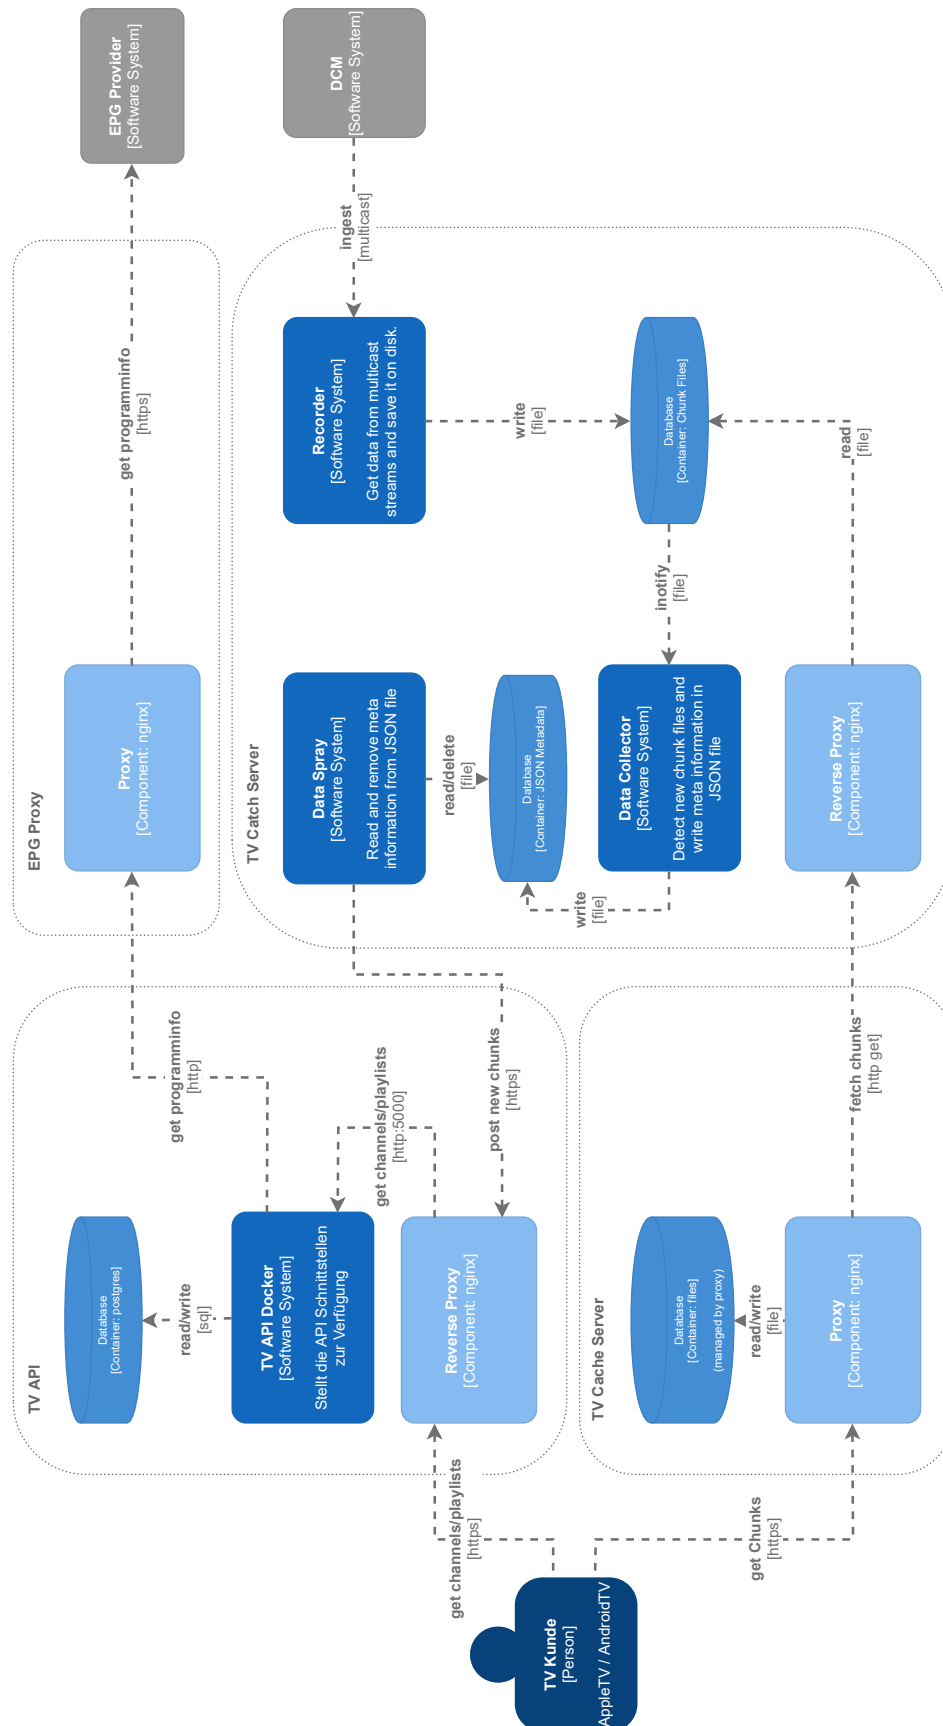 TV Kunde
[Person]
AppleTV / AndroidTV
get channels/playlists
[https]
get Chunks
[https]
TV API
Database
[Container: postgres]
read/write
[sql]
TV API Docker
[Software System]
Stellt die API Schnittstellen
zur Verfügung
Reverse Proxy
[Component: nginx]
get channels/playlists
[http:5000]
get programminfo
[http]
post new chunks
[https]
TV Cache Server
Database
[Container: files]
(managed by proxy)
read/write
[file]
Proxy
[Component: nginx]
fetch chunks
[http get]
EPG Proxy
Proxy
[Component: nginx]
get programminfo
[https]
EPG Provider
[Software System]
TV Catch Server
Data Spray
[Software System]
Read and remove meta
information from JSON file
read/delete
[file]
Database
[Container: JSON Metadata]
write
[file]
Data Collector
[Software System]
Detect new chunk files and
write meta information in
JSON file
Reverse Proxy
[Component: nginx]
inotify
[file]
read
[file]
Recorder
[Software System]
Get data from multicast
streams and save it on disk.
write
[file]
Database
[Container: Chunk Files]
ingest
[multicast]
DCM
[Software System]